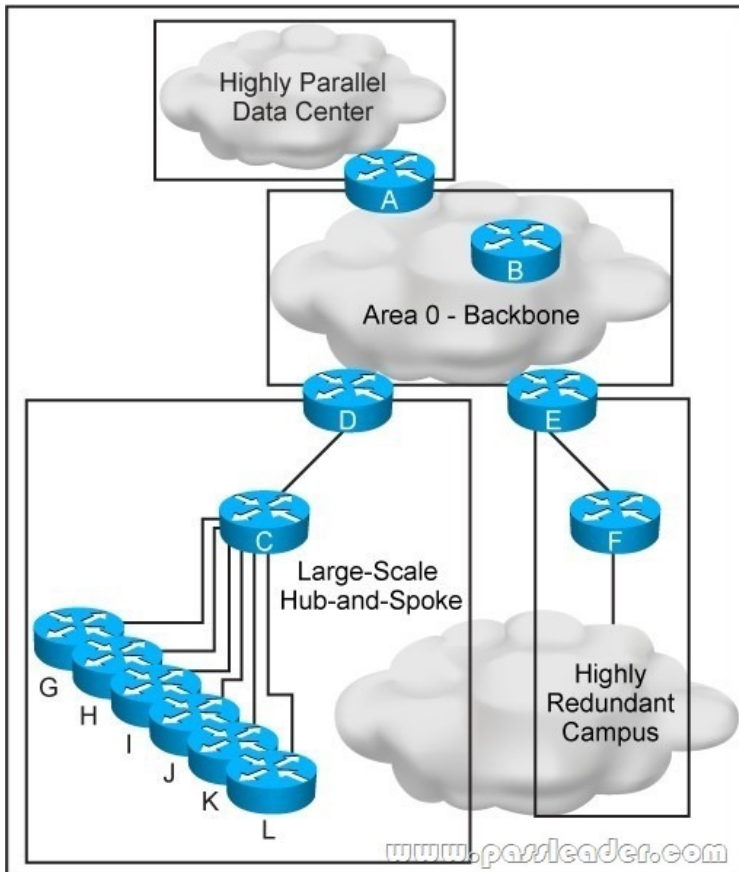 Highly Parallel
Data Center
A
B
Area 0 - Backbone
D
E
C
F
Large-Scale
Hub-and-Spoke
G
H
I
J
K
L
Highly
Redundant
Campus
www.passleader.com